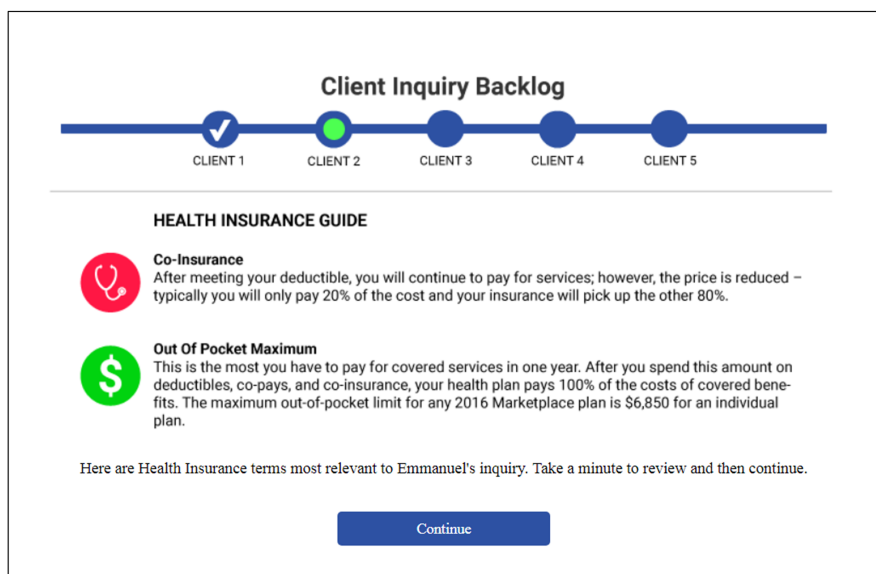 Client Inquiry Backlog
CLIENT 1
CLIENT 2
CLIENT 3
CLIENT 4
CLIENT 5
HEALTH INSURANCE GUIDE
Co-Insurance
After meeting your deductible, you will continue to pay for services; however, the price is reduced –
typically you will only pay 20% of the cost and your insurance will pick up the other 80%.
$
Out Of Pocket Maximum
This is the most you have to pay for covered services in one year. After you spend this amount on
deductibles, co-pays, and co-insurance, your health plan pays 100% of the costs of covered bene-
fits. The maximum out-of-pocket limit for any 2016 Marketplace plan is $6,850 for an individual
plan.
Here are Health Insurance terms most relevant to Emmanuel's inquiry. Take a minute to review and then continue.
Continue